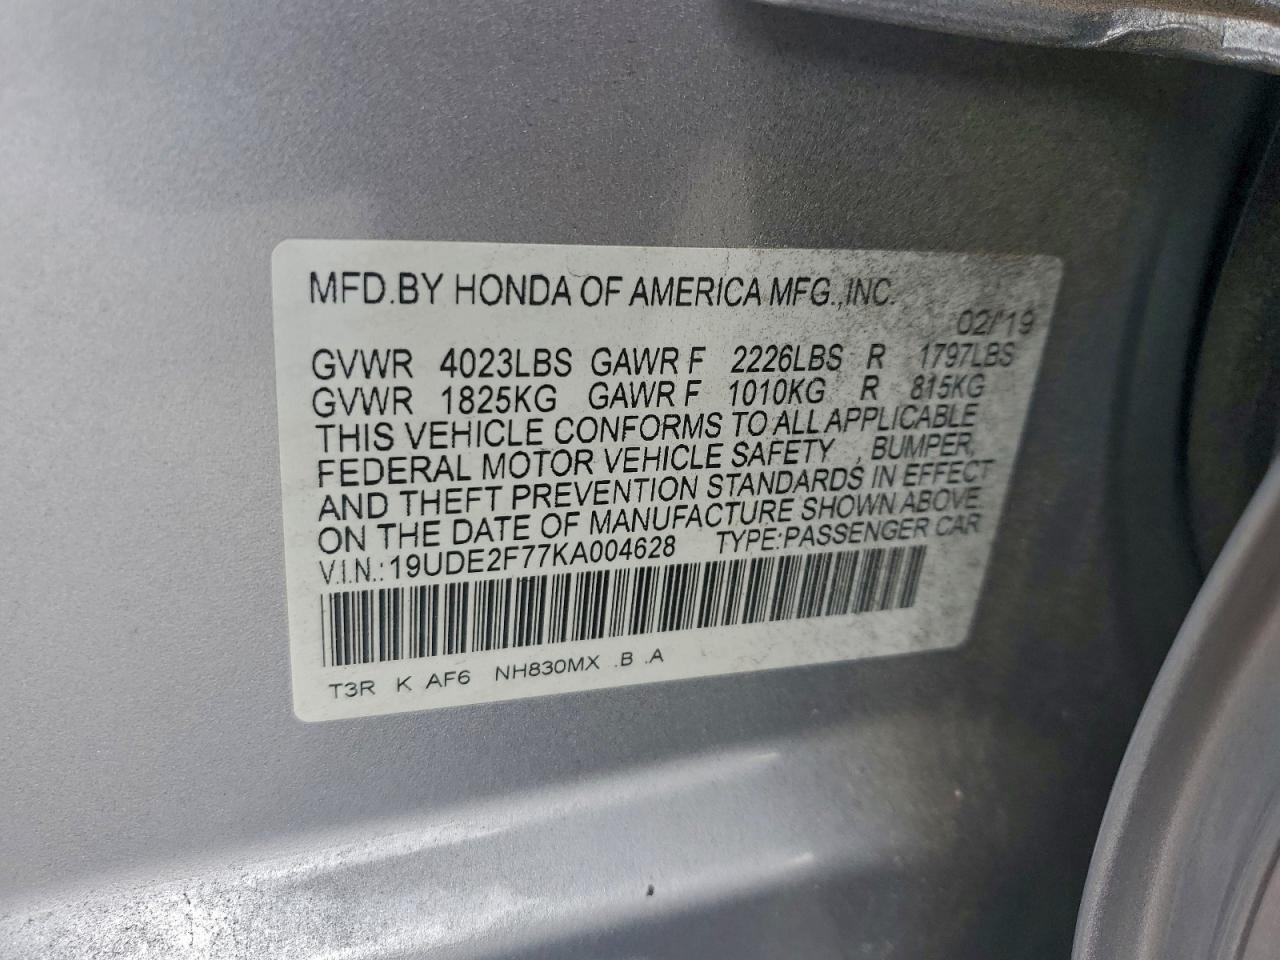 MFD.BY HONDA OF AMERICA MFG.,INC.
02/'19
GVWR 4023LBS GAWR F 2226LBS R 1797LBS
GVWR 1825KG GAWR F 1010KG R 815KG
THIS VEHICLE CONFORMS TO ALL APPLICABLE
FEDERAL MOTOR VEHICLE SAFETY , BUMPER,
AND THEFT PREVENTION STANDARDS IN EFFECT
ON THE DATE OF MANUFACTURE SHOWN ABOVE
V.I.N.:19UDE2F77KA004628 TYPE:PASSENGER CAR
T3R K AF6 NH830MX .B .A